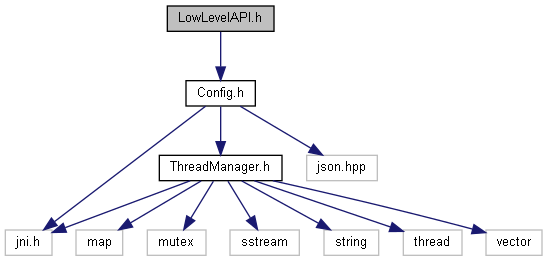 LowLevelAPI.h
Config.h
ThreadManager.h
json.hpp
jni.h
map
mutex
sstream
string
thread
vector